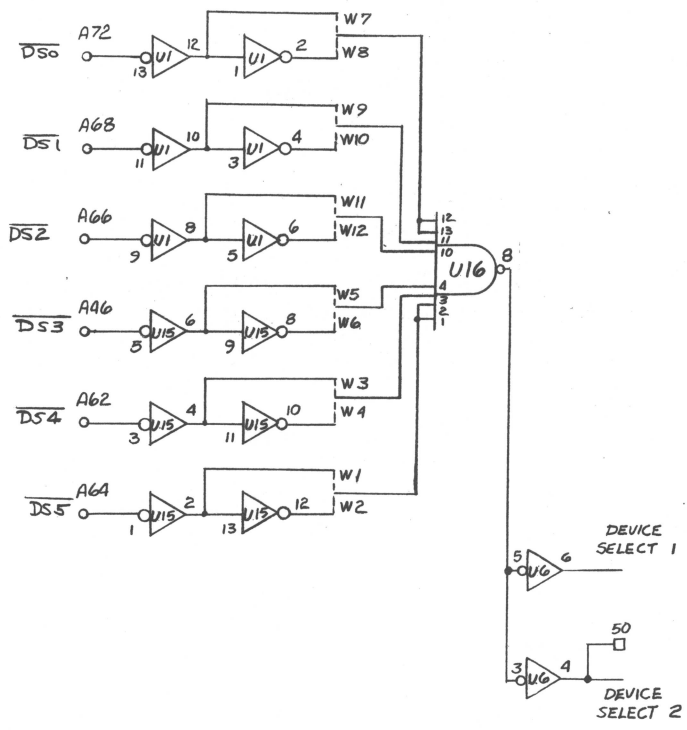 A72
DS0
13
U1
12
1
U1
2
W7
W8
A68
DS1
11
U1
10
3
U1
4
W9
W10
A66
DS2
9
U1
8
5
U1
6
W11
W12
12
13
11
10
U16
8
4
3
2
1
A46
DS3
5
U15
6
9
U15
8
W5
W6
A62
DS4
3
U15
4
11
U15
10
W3
W4
A64
DS5
1
U15
2
13
U15
12
W1
W2
5
U6
6
DEVICE
SELECT 1
50
3
U6
4
DEVICE
SELECT 2